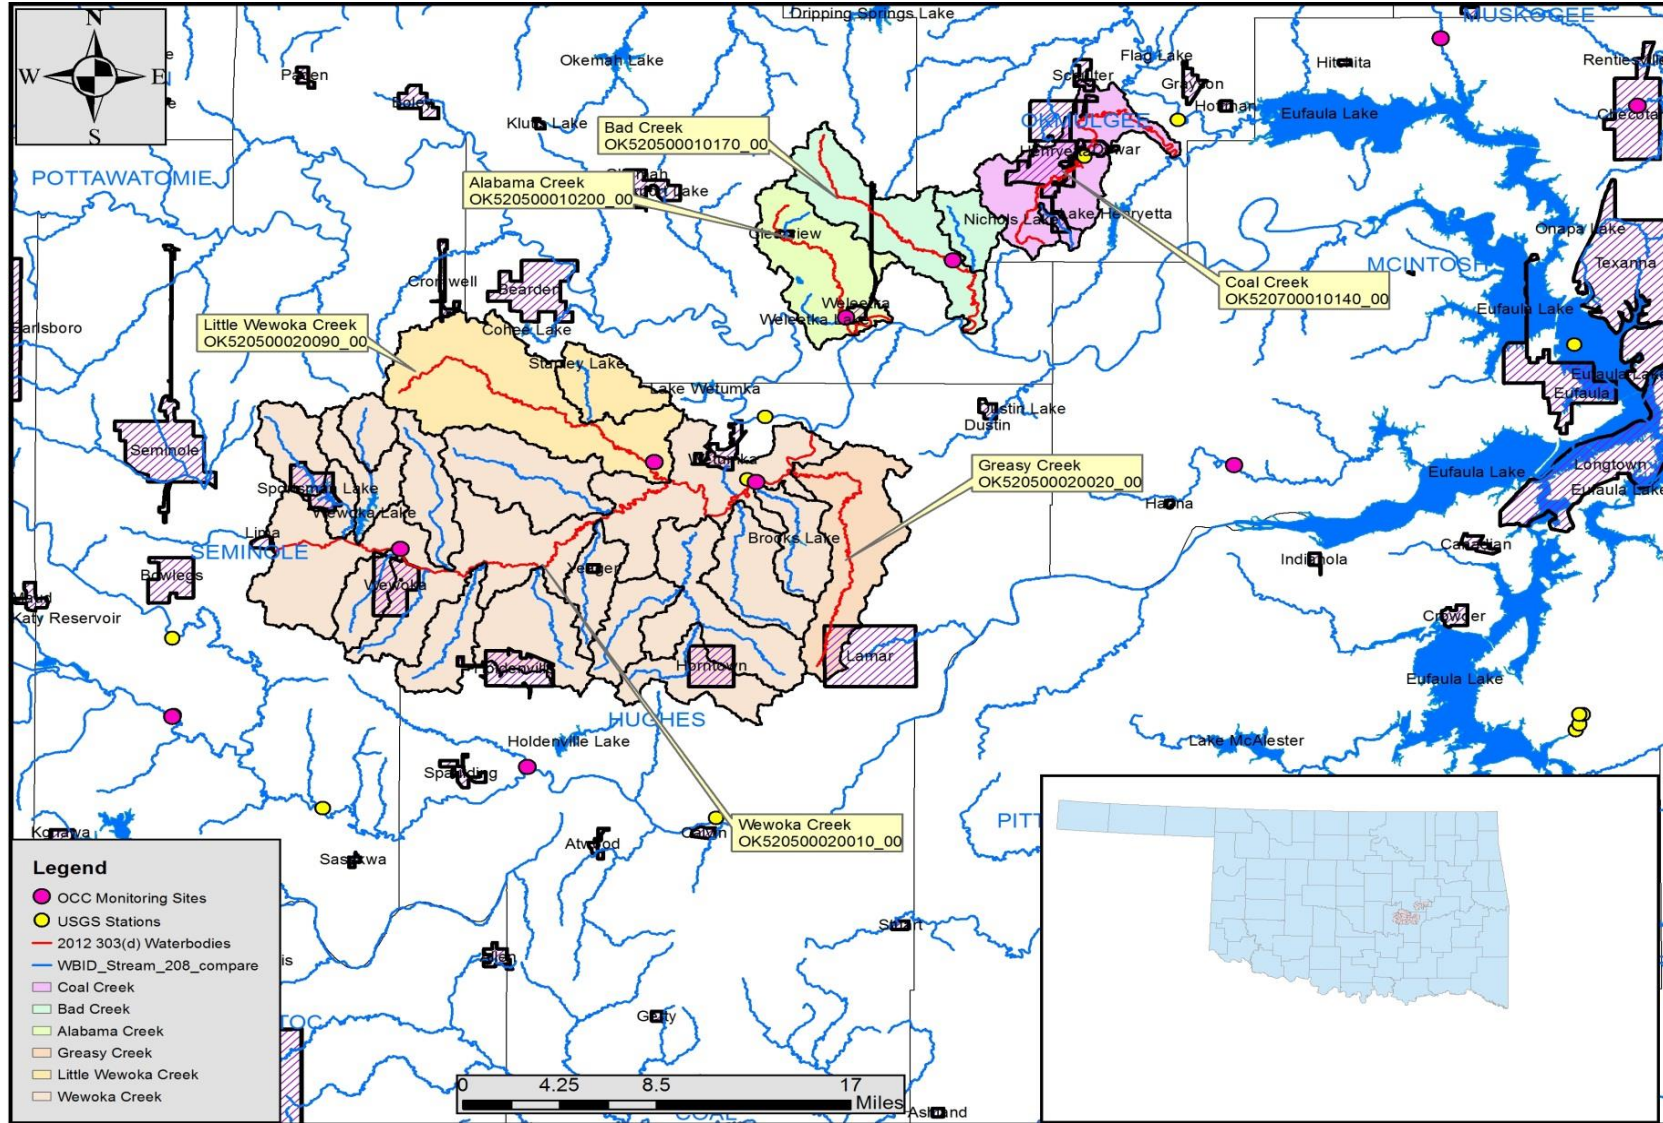 N
W
E
S
Dripping Springs Lake
MUSKOGEE
Okemah Lake
Flag Lake
Hitchita
Paden
Schulter
Grayson
Boley
Hoffman
Eufaula Lake
Checotah
Klutts Lake
OKMULGEE
Bad Creek
OK520500010170_00
Henryetta
Dewar
POTTAWATOMIE
Alabama Creek
OK520500010200_00
Nichols Lake
Lake Henryetta
Clearview
Onapa Lake
MCINTOSH
Texanna
Cromwell
Bearden
Coal Creek
OK520700010140_00
Weleetka
Eufaula Lake
Weleetka Lake
Little Wewoka Creek
OK520500020090_00
Cohee Lake
Stanley Lake
Eufaula Lake
Lake Wetumka
Eufaula
Dustin Lake
Dustin
Seminole
Wetumka
Greasy Creek
OK520500020020_00
Longtown
Eufaula Lake
Sportsman Lake
Eufaula Lake
Wewoka Lake
Hanna
Lima
Brooks Lake
SEMINOLE
Canadian
Indianola
Bowlegs
Yeager
Wewoka
Maud
Katy Reservoir
Crowder
Lamar
Holdenville
Horntown
Eufaula Lake
HUGHES
Holdenville Lake
Lake McAlester
Spaulding
PITT
Wewoka Creek
OK520500020010_00
Konawa
Calvin
Atwood
Sasakwa
Legend
OCC Monitoring Sites
USGS Stations
2012 303(d) Waterbodies
WBID_Stream_208_compare
Coal Creek
Bad Creek
Alabama Creek
Greasy Creek
Little Wewoka Creek
Wewoka Creek
Stuart
Allen
Gerty
TOC
0 4.25 8.5 17
Miles
Ashland
COAL